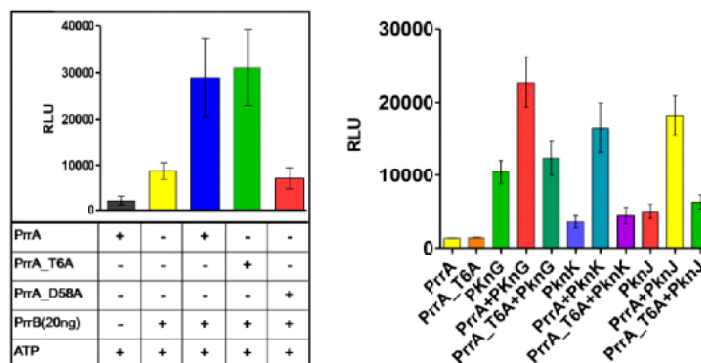 40000
30000
20000
10000
0
RLU
PrrA + - + - -
PrrA_T6A - - - + -
PrrA_D58A - - - - +
PrrB(20ng) - + + + +
ATP + + + + +
30000
20000
10000
0
RLU
PrrA
PrrA_T6A
PKnG
PrrA+PknG
PrrA_T6A+PknG
PknK
PrrA+PknK
PrrA_T6A+PknK
PknJ
PrrA+PknJ
PrrA_T6A+PknJ